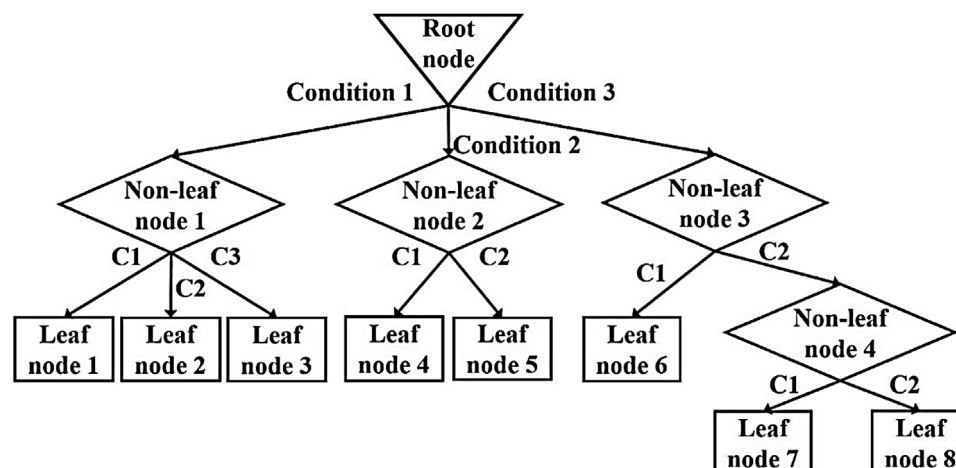 Root
node
Condition 1
Condition 3
Condition 2
Non-leaf
node 1
Non-leaf
node 2
Non-leaf
node 3
C1
C2
C3
C1
C2
C1
C2
Leaf
node 1
Leaf
node 2
Leaf
node 3
Leaf
node 4
Leaf
node 5
Leaf
node 6
Non-leaf
node 4
C1
C2
Leaf
node 7
Leaf
node 8